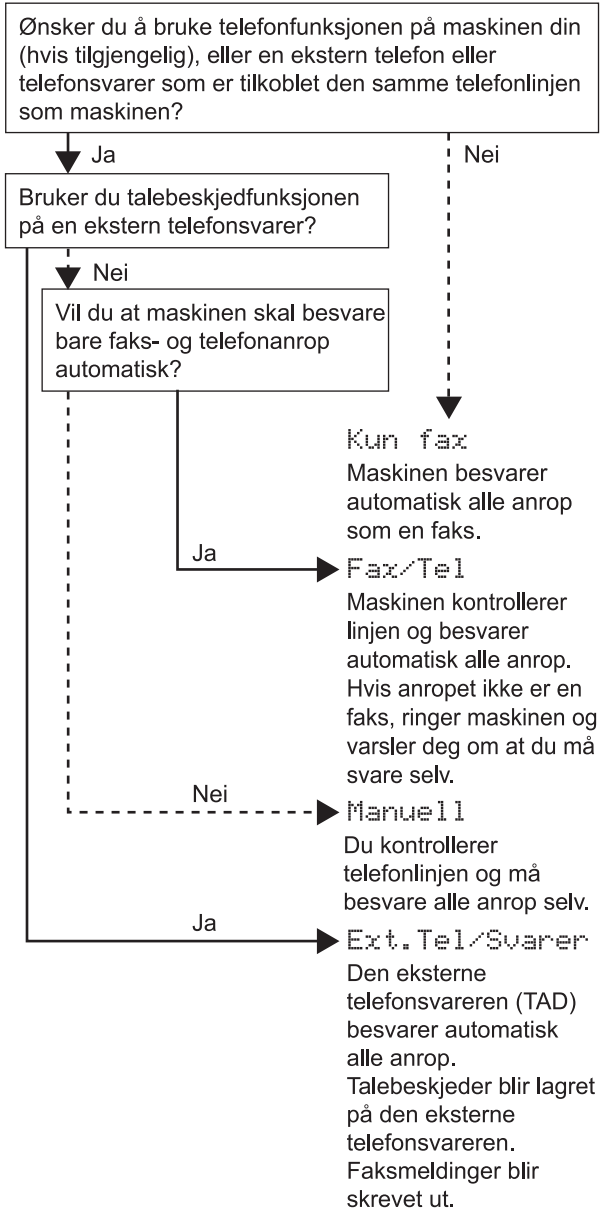 Ønsker du å bruke telefonfunksjonen på maskinen din
(hvis tilgjengelig), eller en ekstern telefon eller
telefonsvarer som er tilkoblet den samme telefonlinjen
som maskinen?
Ja
Nei
Bruker du talebeskjedfunksjonen
på en ekstern telefonsvarer?
Nei
Vil du at maskinen skal besvare
bare faks- og telefonanrop
automatisk?
Kun fax
Maskinen besvarer
automatisk alle anrop
som en faks.
Ja
Fax/Tel
Maskinen kontrollerer
linjen og besvarer
automatisk alle anrop.
Hvis anropet ikke er en
faks, ringer maskinen og
varsler deg om at du må
svare selv.
Nei
Manuell
Du kontrollerer
telefonlinjen og må
besvare alle anrop selv.
Ja
Ext.Tel/Svarer
Den eksterne
telefonsvareren (TAD)
besvarer automatisk
alle anrop.
Talebeskjeder blir lagret
på den eksterne
telefonsvareren.
Faksmeldinger blir
skrevet ut.